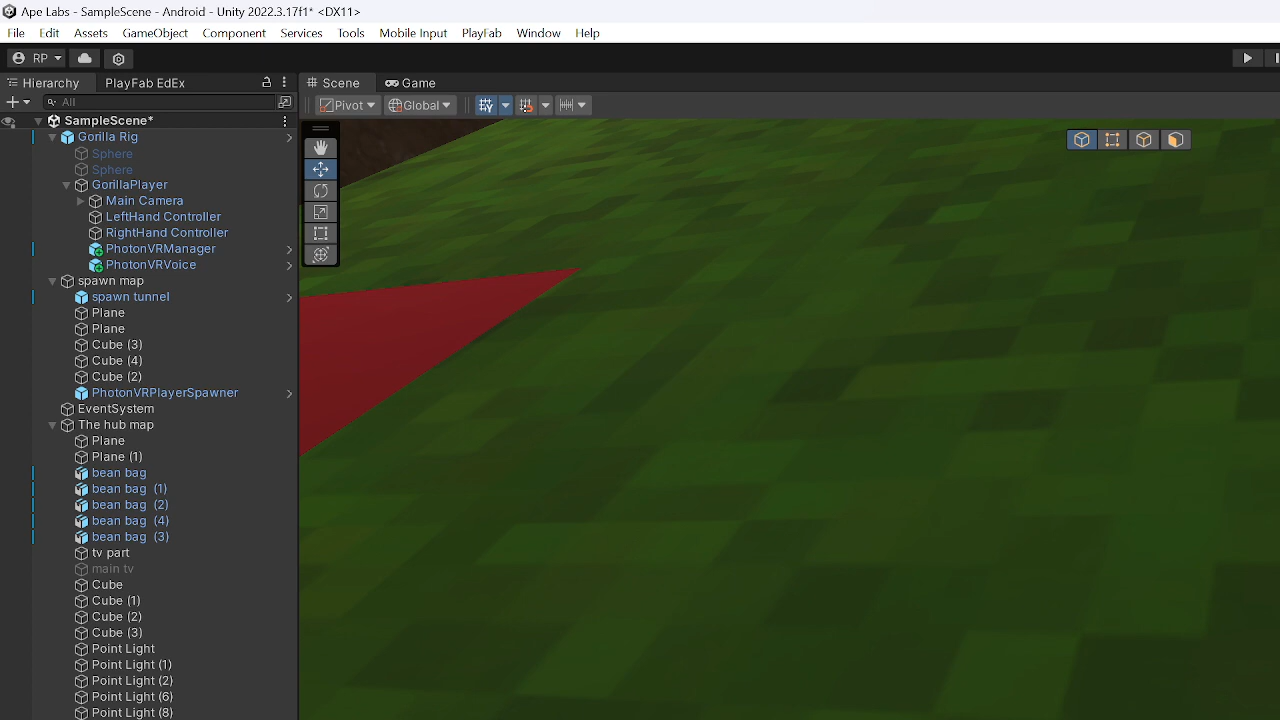 Ape Labs - SampleScene - Android - Unity 2022.3.17f1* <DX11>
File Edit Assets GameObject Component Services Tools Mobile Input PlayFab Window Help
RP
Hierarchy PlayFab EdEx Scene Game
All Pivot Global
SampleScene*
Gorilla Rig
Sphere
Sphere
GorillaPlayer
Main Camera
LeftHand Controller
RightHand Controller
PhotonVRManager
PhotonVRVoice
spawn map
spawn tunnel
Plane
Plane
Cube (3)
Cube (4)
Cube (2)
PhotonVRPlayerSpawner
EventSystem
The hub map
Plane
Plane (1)
bean bag
bean bag (1)
bean bag (2)
bean bag (4)
bean bag (3)
tv part
main tv
Cube
Cube (1)
Cube (2)
Cube (3)
Point Light
Point Light (1)
Point Light (2)
Point Light (6)
Point Light (8)